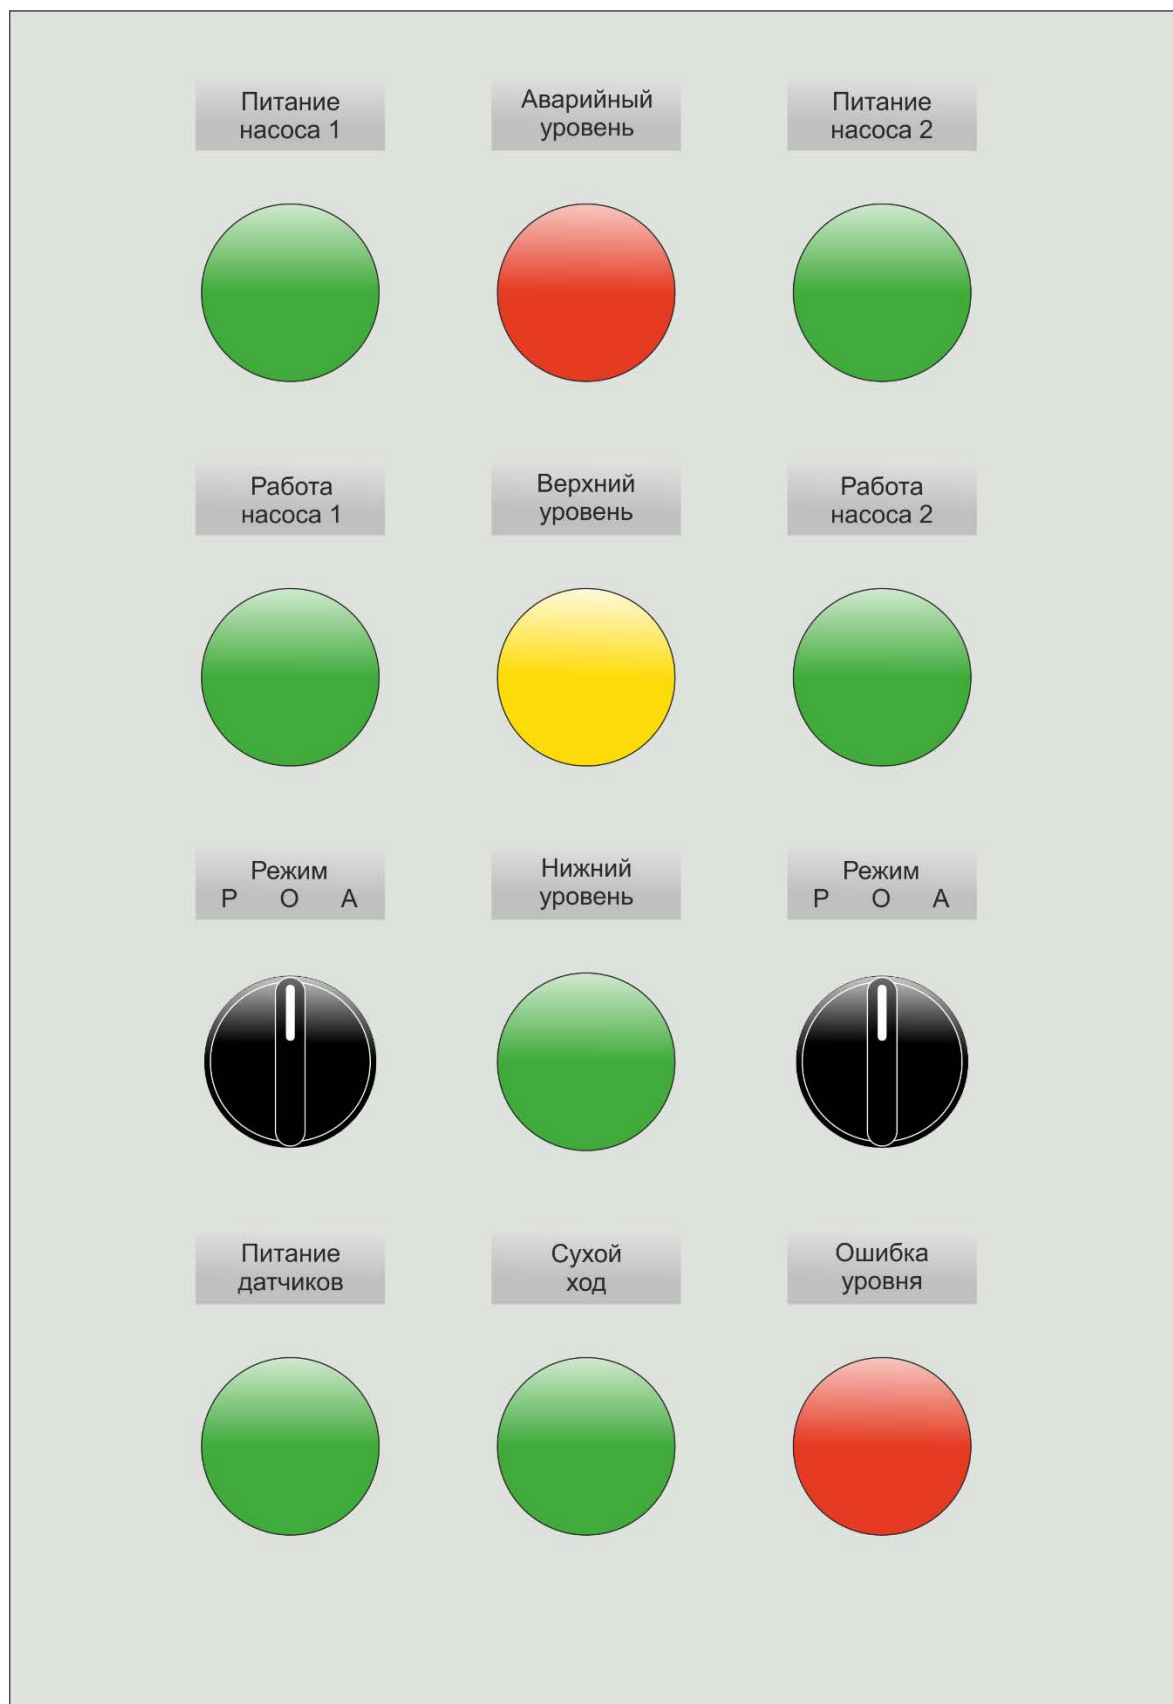 Питание
насоса 1
Аварийный
уровень
Питание
насоса 2
Работа
насоса 1
Верхний
уровень
Работа
насоса 2
Режим
Р О А
Нижний
уровень
Режим
Р О А
Питание
датчиков
Сухой
ход
Ошибка
уровня